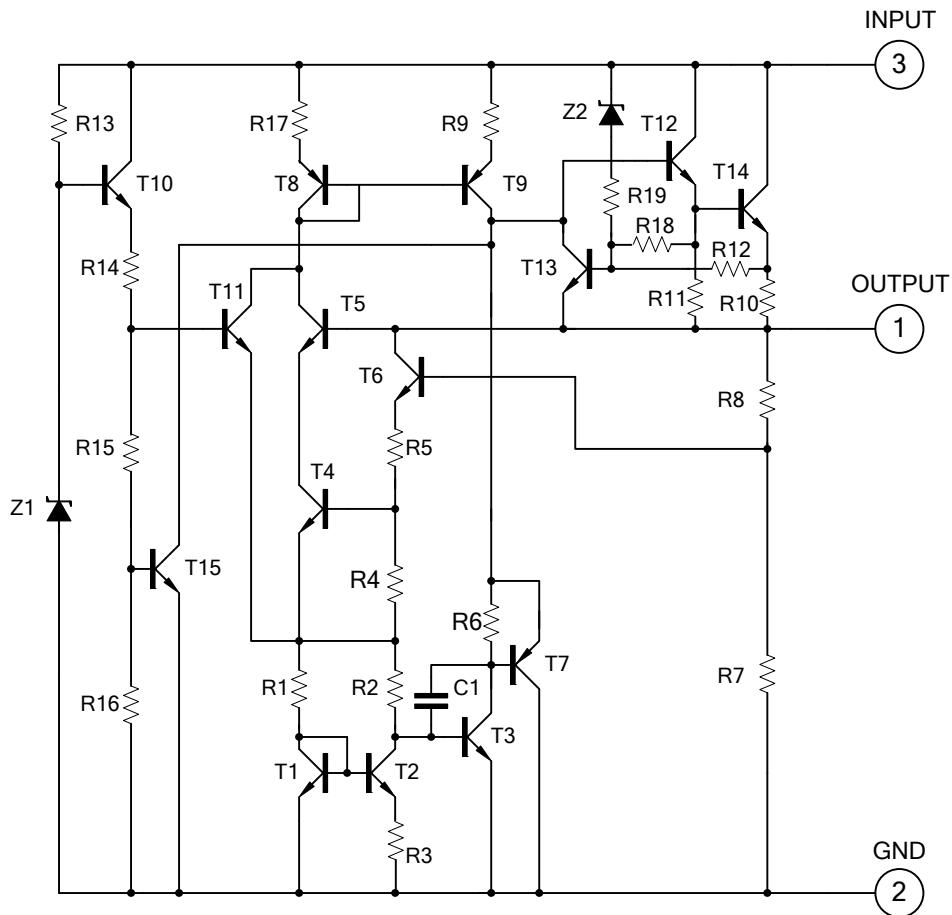 INPUT
3
R13
R17
R9
Z2
T12
T10
T8
T9
T14
R19
R18
R12
R14
T13
T11
T5
R11
R10
OUTPUT
1
T6
R8
R15
R5
T4
Z1
T15
R4
R6
T7
R7
R16
R1
R2
C1
T3
T1
T2
R3
GND
2